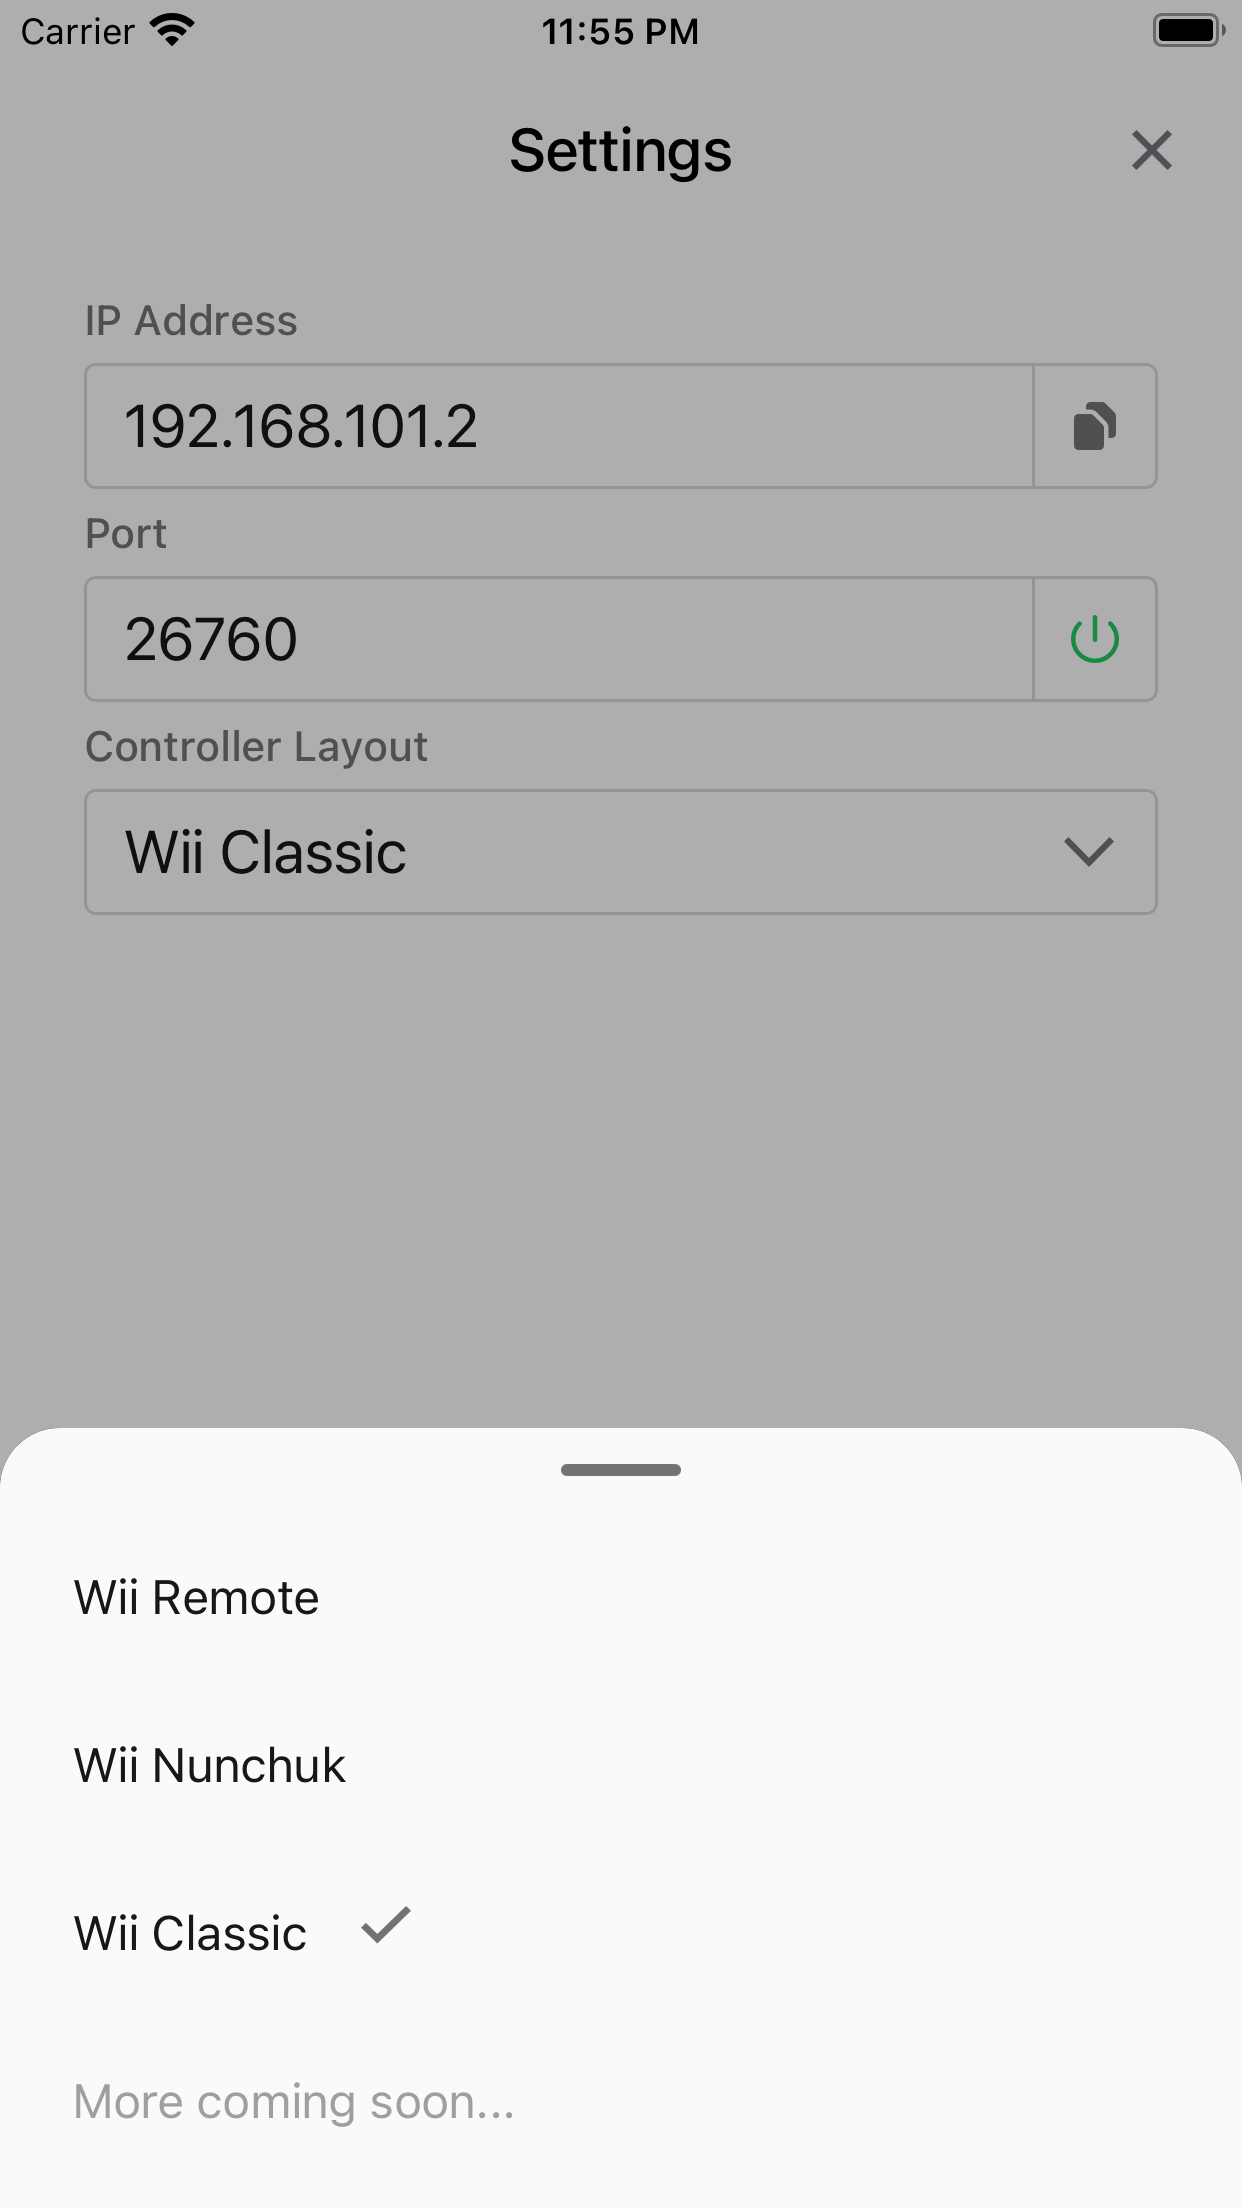 Carrier 11:55 PM
Settings
IP Address
192.168.101.2
Port
26760
Controller Layout
Wii Classic
Wii Remote
Wii Nunchuk
Wii Classic
More coming soon...